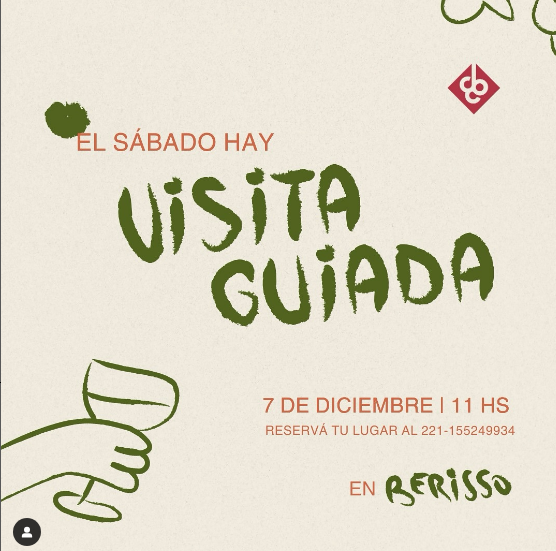 EL SÁBADO HAY
VISITA
GUIADA
7 DE DICIEMBRE | 11 HS
RESERVÁ TU LUGAR AL 221-155249934
EN BERISSO